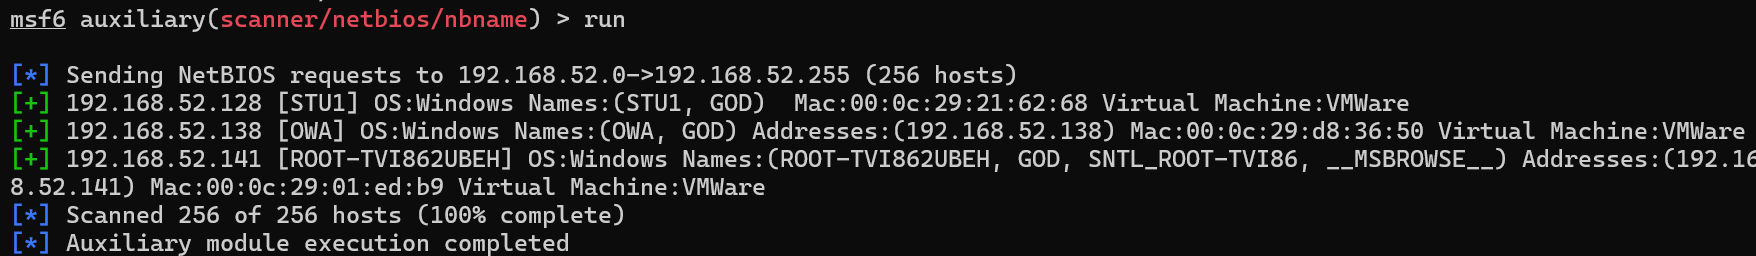 msf6 auxiliary(scanner/netbios/nbname) > run
[*] Sending NetBIOS requests to 192.168.52.0->192.168.52.255 (256 hosts)
[+] 192.168.52.128 [STU1] OS:Windows Names:(STU1, GOD)  Mac:00:0c:29:21:62:68 Virtual Machine:VMWare
[+] 192.168.52.138 [OWA] OS:Windows Names:(OWA, GOD) Addresses:(192.168.52.138) Mac:00:0c:29:d8:36:50 Virtual Machine:VMWare
[+] 192.168.52.141 [ROOT-TVI862UBEH] OS:Windows Names:(ROOT-TVI862UBEH, GOD, SNTL_ROOT-TVI86, __MSBROWSE__) Addresses:(192.16
8.52.141) Mac:00:0c:29:01:ed:b9 Virtual Machine:VMWare
[*] Scanned 256 of 256 hosts (100% complete)
[*] Auxiliary module execution completed